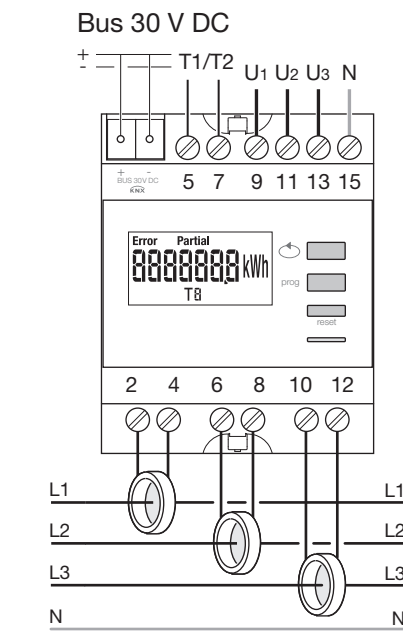 Bus 30 V DC
+
-
T1/T2 U1 U2 U3 N
+ -
BUS 30V DC
KNX
5 7 9 11 13 15
Error Partial
8888888 kWh
T8
prog
reset
2 4 6 8 10 12
L1 L1
L2 L2
L3 L3
N N